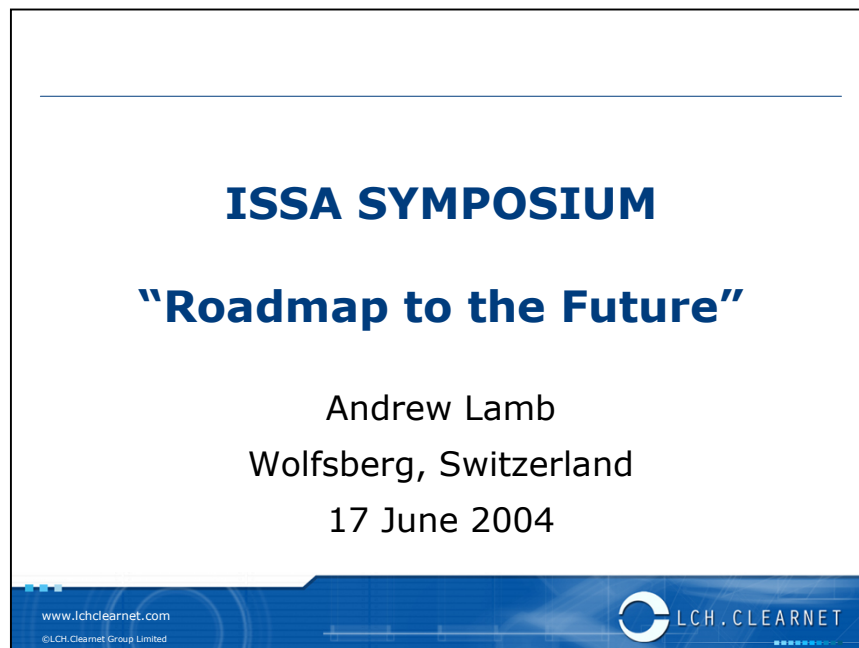 ISSA SYMPOSIUM
“Roadmap to the Future”
Andrew Lamb
Wolfsberg, Switzerland
17 June 2004
www.lchclearnet.com
©LCH.Clearnet Group Limited
LCH.CLEARNET